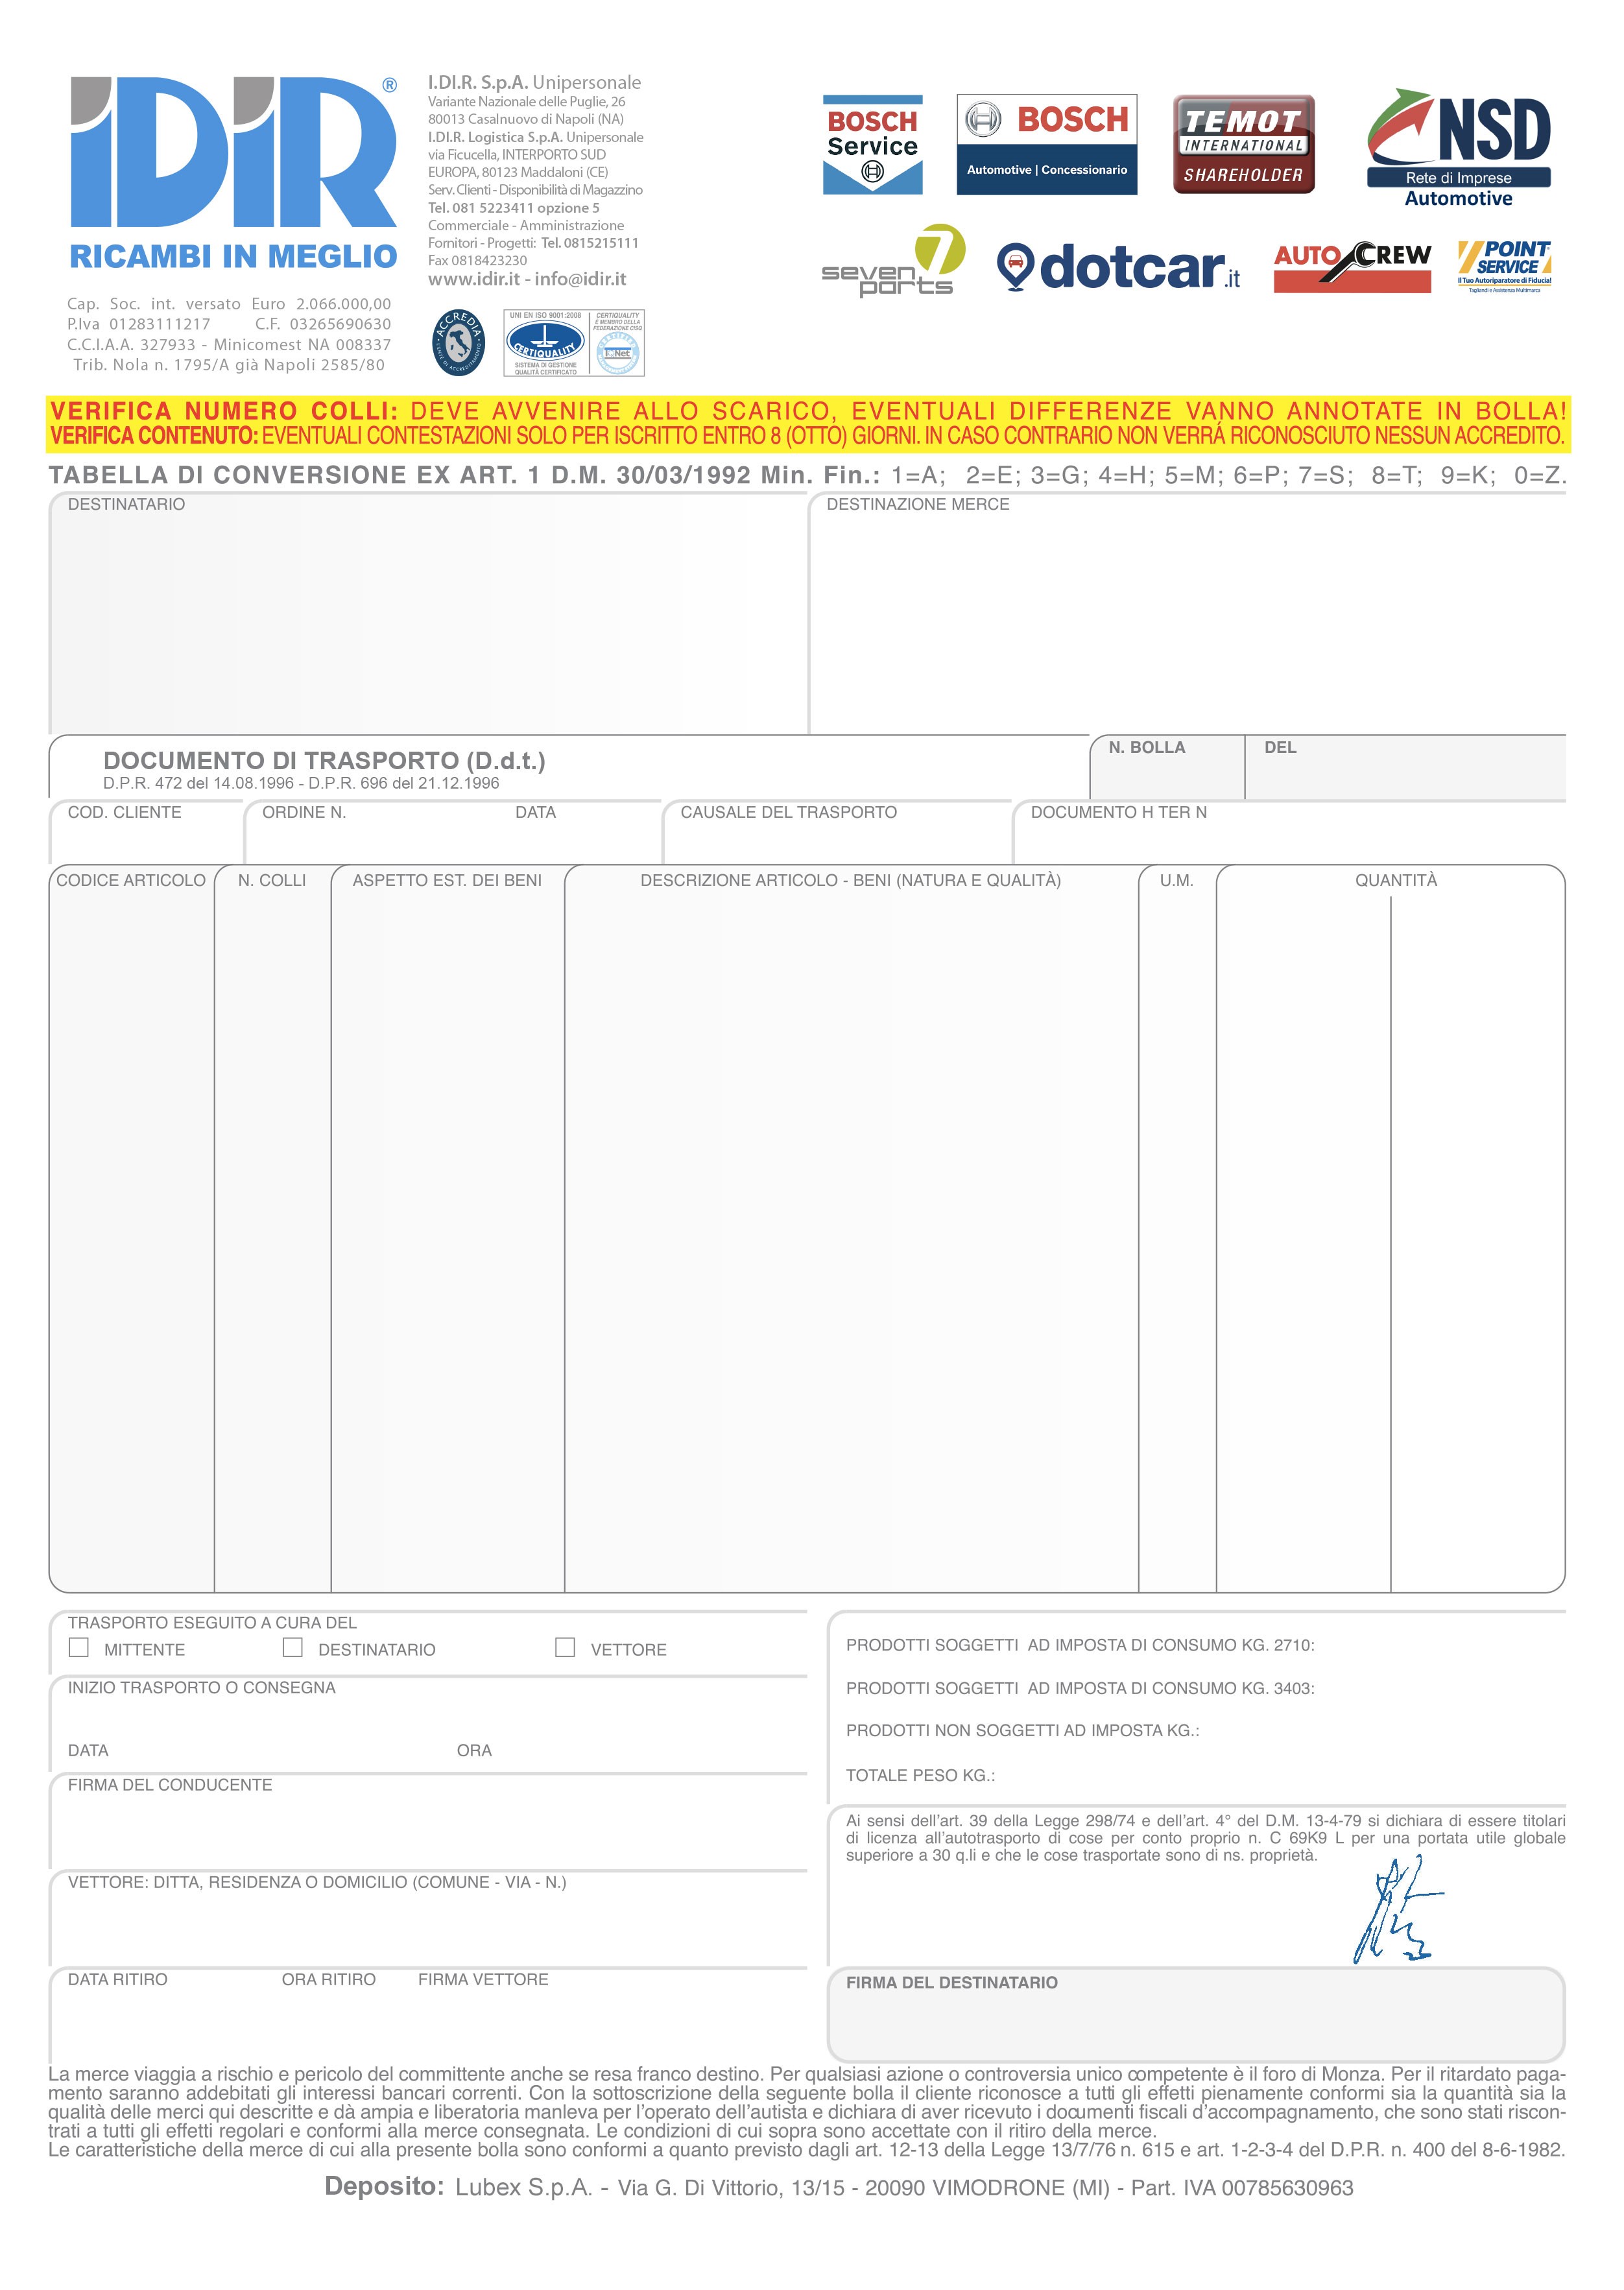 iDiR®
RICAMBI IN MEGLIO
Cap. Soc. int. versato Euro 2.066.000,00
P.Iva 01283111217 C.F. 03265690630
C.C.I.A.A. 327933 - Minicomest NA 008337
Trib. Nola n. 1795/A già Napoli 2585/80
I.DI.R. S.p.A. Unipersonale
Variante Nazionale delle Puglie, 26
80013 Casalnuovo di Napoli (NA)
I.DI.R. Logistica S.p.A. Unipersonale
via Ficucella, INTERPORTO SUD
EUROPA, 80123 Maddaloni (CE)
Serv. Clienti - Disponibilità di Magazzino
Tel. 081 5223411 opzione 5
Commerciale - Amministrazione
Fornitori - Progetti: Tel. 0815215111
Fax 0818423230
www.idir.it - info@idir.it
ACCREDIA
UNI EN ISO 9001:2008
CERTIQUALITY
SISTEMA DI GESTIONE
QUALITÀ CERTIFICATO
CERTIQUALITY
È MEMBRO DELLA
FEDERAZIONE CISQ
IQNet
BOSCH
Service
BOSCH
Automotive | Concessionario
TEMOT
INTERNATIONAL
SHAREHOLDER
NSD
Rete di Imprese
Automotive
seven 7
parts
dotcar.it
AUTO CREW
POINT
SERVICE
Il Tuo Autoriparatore di Fiducia!
Tagliandi e Assistenza Multimarca
VERIFICA NUMERO COLLI: DEVE AVVENIRE ALLO SCARICO, EVENTUALI DIFFERENZE VANNO ANNOTATE IN BOLLA!
VERIFICA CONTENUTO: EVENTUALI CONTESTAZIONI SOLO PER ISCRITTO ENTRO 8 (OTTO) GIORNI. IN CASO CONTRARIO NON VERRÁ RICONOSCIUTO NESSUN ACCREDITO.
TABELLA DI CONVERSIONE EX ART. 1 D.M. 30/03/1992 Min. Fin.: 1=A; 2=E; 3=G; 4=H; 5=M; 6=P; 7=S; 8=T; 9=K; 0=Z.
DESTINATARIO DESTINAZIONE MERCE
DOCUMENTO DI TRASPORTO (D.d.t.)
D.P.R. 472 del 14.08.1996 - D.P.R. 696 del 21.12.1996
N. BOLLA DEL
COD. CLIENTE ORDINE N. DATA CAUSALE DEL TRASPORTO DOCUMENTO H TER N
CODICE ARTICOLO N. COLLI ASPETTO EST. DEI BENI DESCRIZIONE ARTICOLO - BENI (NATURA E QUALITÀ) U.M. QUANTITÀ
TRASPORTO ESEGUITO A CURA DEL
MITTENTE DESTINATARIO VETTORE
INIZIO TRASPORTO O CONSEGNA
DATA ORA
FIRMA DEL CONDUCENTE
VETTORE: DITTA, RESIDENZA O DOMICILIO (COMUNE - VIA - N.)
DATA RITIRO ORA RITIRO FIRMA VETTORE
PRODOTTI SOGGETTI AD IMPOSTA DI CONSUMO KG. 2710:
PRODOTTI SOGGETTI AD IMPOSTA DI CONSUMO KG. 3403:
PRODOTTI NON SOGGETTI AD IMPOSTA KG.:
TOTALE PESO KG.:
Ai sensi dell'art. 39 della Legge 298/74 e dell'art. 4° del D.M. 13-4-79 si dichiara di essere titolari
di licenza all'autotrasporto di cose per conto proprio n. C 69K9 L per una portata utile globale
superiore a 30 q.li e che le cose trasportate sono di ns. proprietà.
FIRMA DEL DESTINATARIO
La merce viaggia a rischio e pericolo del committente anche se resa franco destino. Per qualsiasi azione o controversia unico competente è il foro di Monza. Per il ritardato paga-
mento saranno addebitati gli interessi bancari correnti. Con la sottoscrizione della seguente bolla il cliente riconosce a tutti gli effetti pienamente conformi sia la quantità sia la
qualità delle merci qui descritte e dà ampia e liberatoria manleva per l'operato dell'autista e dichiara di aver ricevuto i documenti fiscali d'accompagnamento, che sono stati riscon-
trati a tutti gli effetti regolari e conformi alla merce consegnata. Le condizioni di cui sopra sono accettate con il ritiro della merce.
Le caratteristiche della merce di cui alla presente bolla sono conformi a quanto previsto dagli art. 12-13 della Legge 13/7/76 n. 615 e art. 1-2-3-4 del D.P.R. n. 400 del 8-6-1982.
Deposito: Lubex S.p.A. - Via G. Di Vittorio, 13/15 - 20090 VIMODRONE (MI) - Part. IVA 00785630963